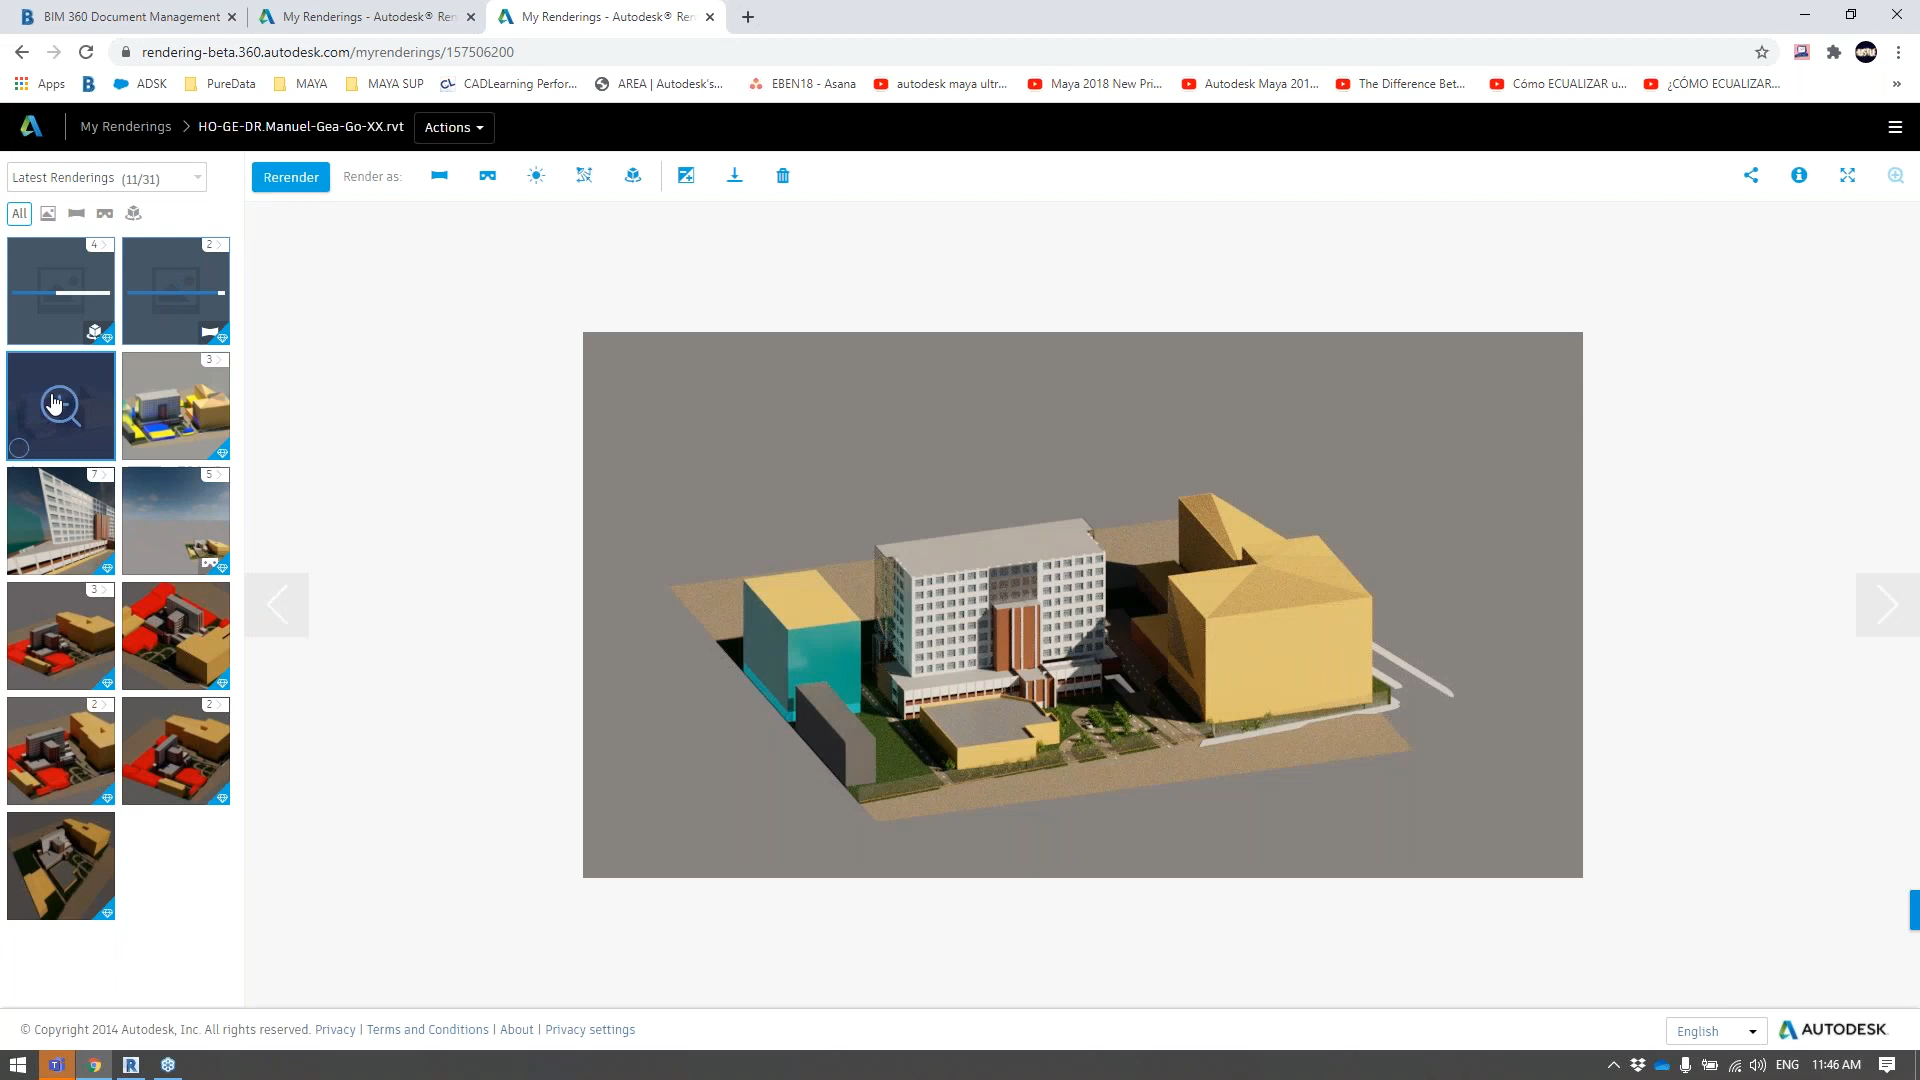 BIM 360 Document Management
My Renderings - Autodesk® Ren
My Renderings - Autodesk® Ren
rendering-beta.360.autodesk.com/myrenderings/157506200
Apps
ADSK
PureData
MAYA
MAYA SUP
CADLearning Perfor...
AREA | Autodesk's...
EBEN18 - Asana
autodesk maya ultr...
Maya 2018 New Pri...
Autodesk Maya 201...
The Difference Bet...
Cómo ECUALIZAR u...
¿CÓMO ECUALIZAR...
My Renderings > HO-GE-DR.Manuel-Gea-Go-XX.rvt
Actions
Latest Renderings (11/31)
Rerender
Render as:
All
4 >
2 >
3 >
7 >
5 >
3 >
2 >
2 >
© Copyright 2014 Autodesk, Inc. All rights reserved. Privacy | Terms and Conditions | About | Privacy settings
English
AUTODESK
ENG
11:46 AM